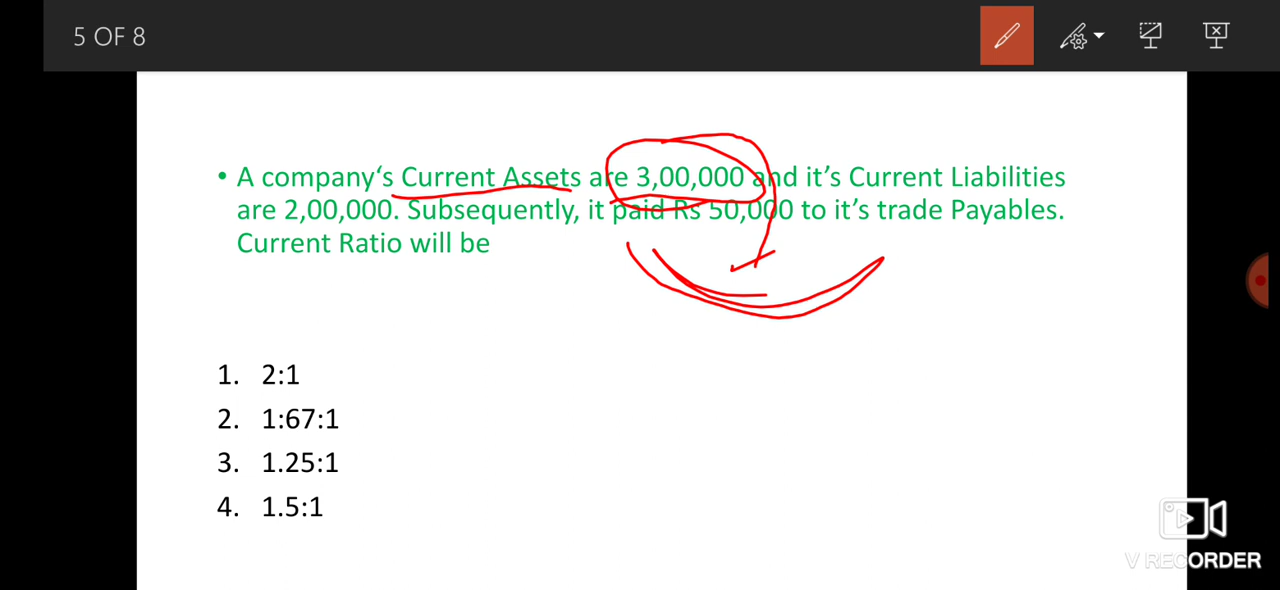 5 OF 8
• A company‘s Current Assets are 3,00,000 and it’s Current Liabilities
are 2,00,000. Subsequently, it paid Rs 50,000 to it’s trade Payables.
Current Ratio will be
1. 2:1
2. 1:67:1
3. 1.25:1
4. 1.5:1
V RECORDER